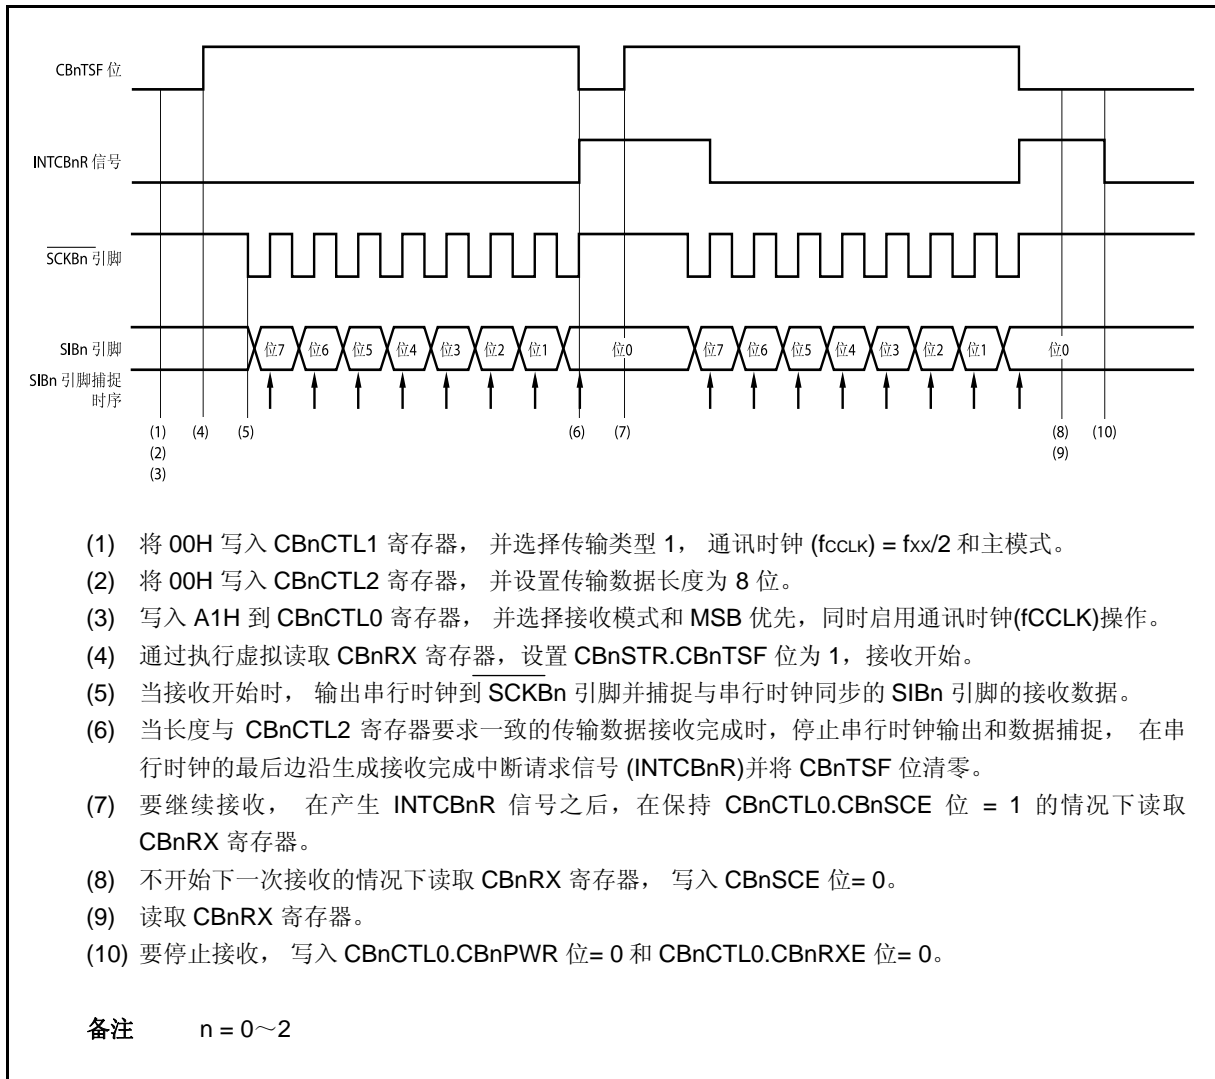 CBnTSF 位
INTCBnR 信号
SCKBn 引脚
SIBn 引脚
位7 位6 位5 位4 位3 位2 位1 位0 位7 位6 位5 位4 位3 位2 位1 位0
SIBn 引脚捕捉
时序
(1) (4) (5) (6) (7) (8) (10)
(2) (9)
(3)
(1) 将 00H 写入 CBnCTL1 寄存器， 并选择传输类型 1， 通讯时钟 (fCCLK) = fXX/2 和主模式。
(2) 将 00H 写入 CBnCTL2 寄存器， 并设置传输数据长度为 8 位。
(3) 写入 A1H 到 CBnCTL0 寄存器， 并选择接收模式和 MSB 优先，同时启用通讯时钟(fCCLK)操作。
(4) 通过执行虚拟读取 CBnRX 寄存器，设置 CBnSTR.CBnTSF 位为 1，接收开始。
(5) 当接收开始时， 输出串行时钟到 SCKBn 引脚并捕捉与串行时钟同步的 SIBn 引脚的接收数据。
(6) 当长度与 CBnCTL2 寄存器要求一致的传输数据接收完成时，停止串行时钟输出和数据捕捉， 在串
行时钟的最后边沿生成接收完成中断请求信号 (INTCBnR)并将 CBnTSF 位清零。
(7) 要继续接收， 在产生 INTCBnR 信号之后，在保持 CBnCTL0.CBnSCE 位 = 1 的情况下读取
CBnRX 寄存器。
(8) 不开始下一次接收的情况下读取 CBnRX 寄存器， 写入 CBnSCE 位= 0。
(9) 读取 CBnRX 寄存器。
(10) 要停止接收， 写入 CBnCTL0.CBnPWR 位= 0 和 CBnCTL0.CBnRXE 位= 0。
备注 n = 0～2